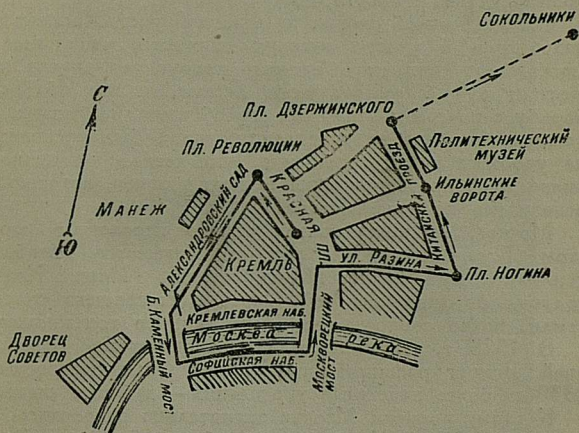 СОКОЛЬНИКИ
С
ПЛ. ДЗЕРЖИНСКОГО
ПОЛИТЕХНИЧЕСКИЙ
МУЗЕЙ
ПЛ. РЕВОЛЮЦИИ
ИЛЬИНСКИЕ
ВОРОТА
КИТАЙСКИЙ ПРОЕЗД
МАНЕЖ
АЛЕКСАНДРОВСКИЙ САД
КРАСНАЯ
ПЛ.
Ю
КРЕМЛЬ
УЛ. РАЗИНА
ПЛ. НОГИНА
КРЕМЛЕВСКАЯ НАБ.
МОСКВА-
река
СОФИЙСКАЯ НАБ.
Б. КАМЕННЫЙ МОСТ
МОСКВОРЕЦКИЙ
МОСТ
ДВОРЕЦ
СОВЕТОВ